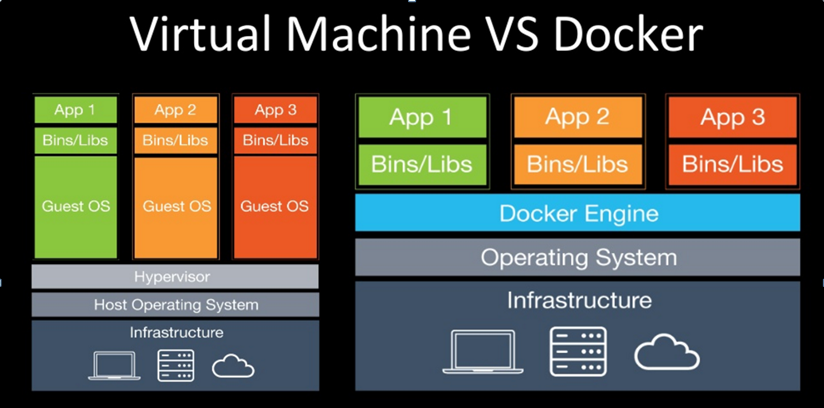 Virtual Machine VS Docker
App 1 App 2 App 3
Bins/Libs Bins/Libs Bins/Libs
Guest OS Guest OS Guest OS
Hypervisor
Host Operating System
Infrastructure
App 1 App 2 App 3
Bins/Libs Bins/Libs Bins/Libs
Docker Engine
Operating System
Infrastructure